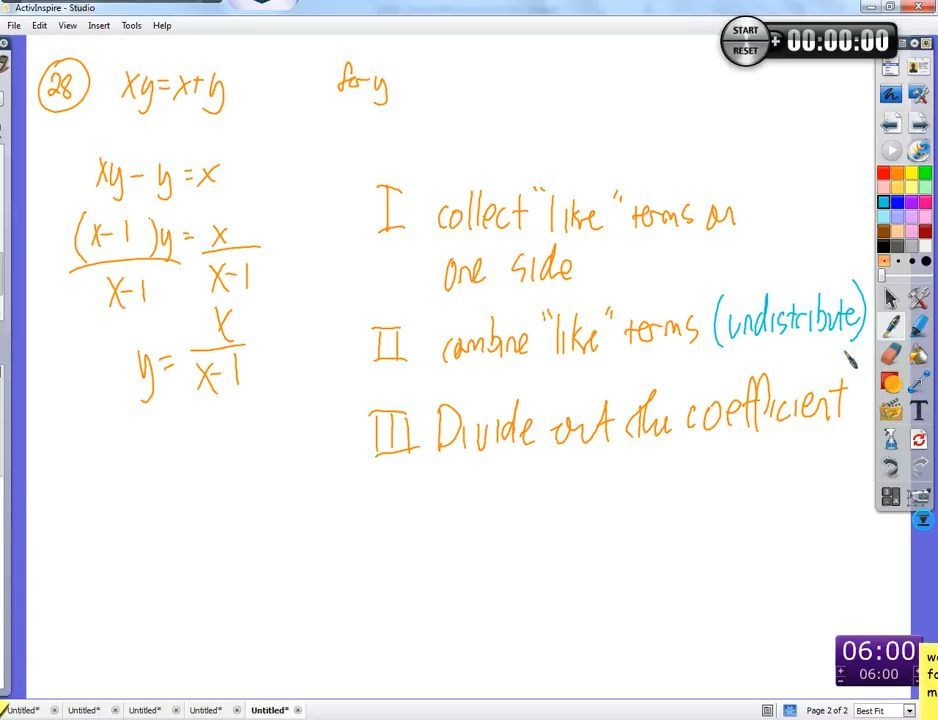 ActivInspire - Studio
File Edit View Insert Tools Help
START
RESET
00:00:00
28 xy=x+y for y
xy-y=x
(x-1)y=x
x-1 x-1
y=x
x-1
I collect "like" terms on
one side
II combine "like" terms (undistribute)
III Divide out the coefficient
06:00
06:00
Untitled* Untitled* Untitled* Untitled* Untitled*
Page 2 of 2 Best Fit